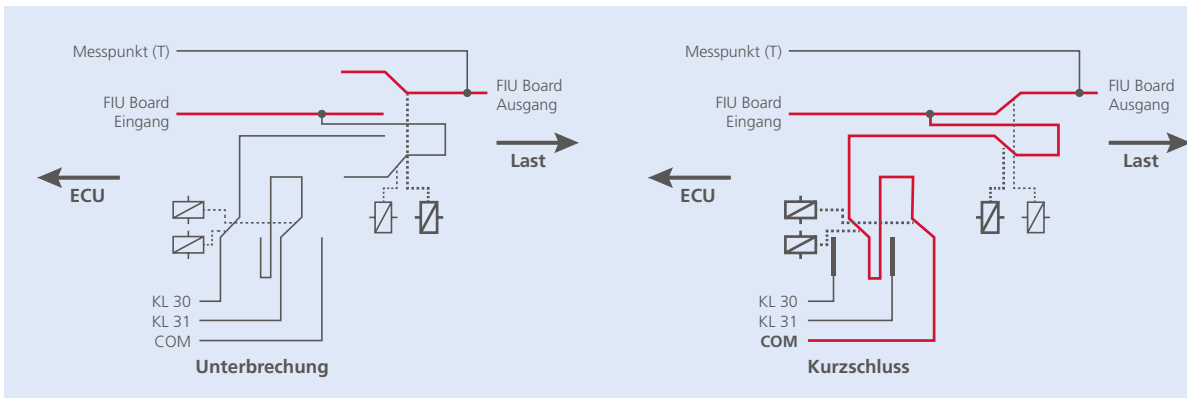 Messpunkt (T)
FIU Board
Eingang
FIU Board
Ausgang
Last
ECU
KL 30
KL 31
COM
Unterbrechung
Messpunkt (T)
FIU Board
Eingang
FIU Board
Ausgang
Last
ECU
KL 30
KL 31
COM
Kurzschluss